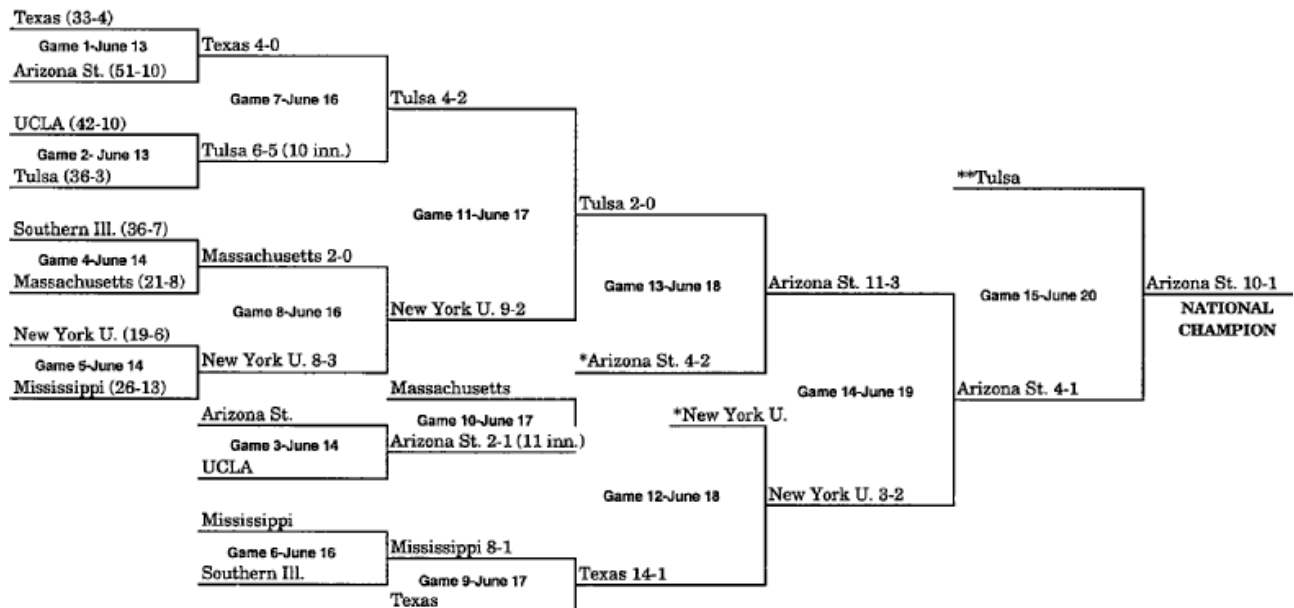 Texas (33-4)
Game 1-June 13
Arizona St. (51-10)
Texas 4-0
Game 7-June 16
Tulsa 4-2
UCLA (42-10)
Game 2- June 13
Tulsa (36-3)
Tulsa 6-5 (10 inn.)
Game 11-June 17
Tulsa 2-0
**Tulsa
Southern Ill. (36-7)
Game 4-June 14
Massachusetts (21-8)
Massachusetts 2-0
Game 8-June 16
New York U. 9-2
Game 13-June 18
Arizona St. 11-3
Game 15-June 20
Arizona St. 10-1
NATIONAL
CHAMPION
New York U. (19-6)
Game 5-June 14
Mississippi (26-13)
New York U. 8-3
*Arizona St. 4-2
Massachusetts
Game 10-June 17
Arizona St. 2-1 (11 inn.)
Game 14-June 19
Arizona St. 4-1
Arizona St.
Game 3-June 14
UCLA
*New York U.
Game 12-June 18
New York U. 3-2
Mississippi
Game 6-June 16
Southern Ill.
Mississippi 8-1
Game 9-June 17
Texas
Texas 14-1